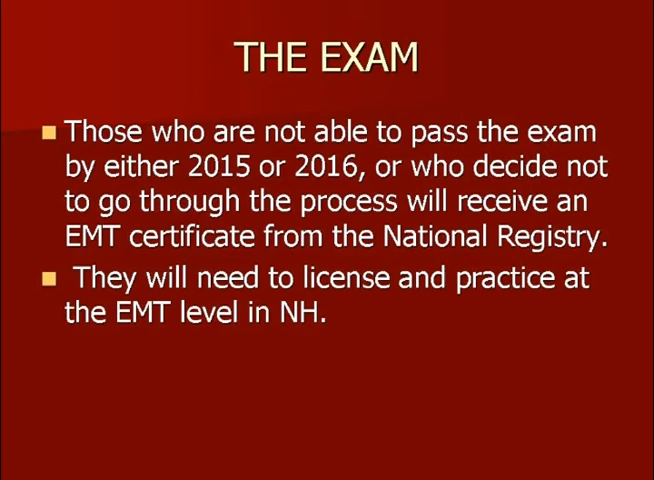 THE EXAM
Those who are not able to pass the exam
by either 2015 or 2016, or who decide not
to go through the process will receive an
EMT certificate from the National Registry.
They will need to license and practice at
the EMT level in NH.